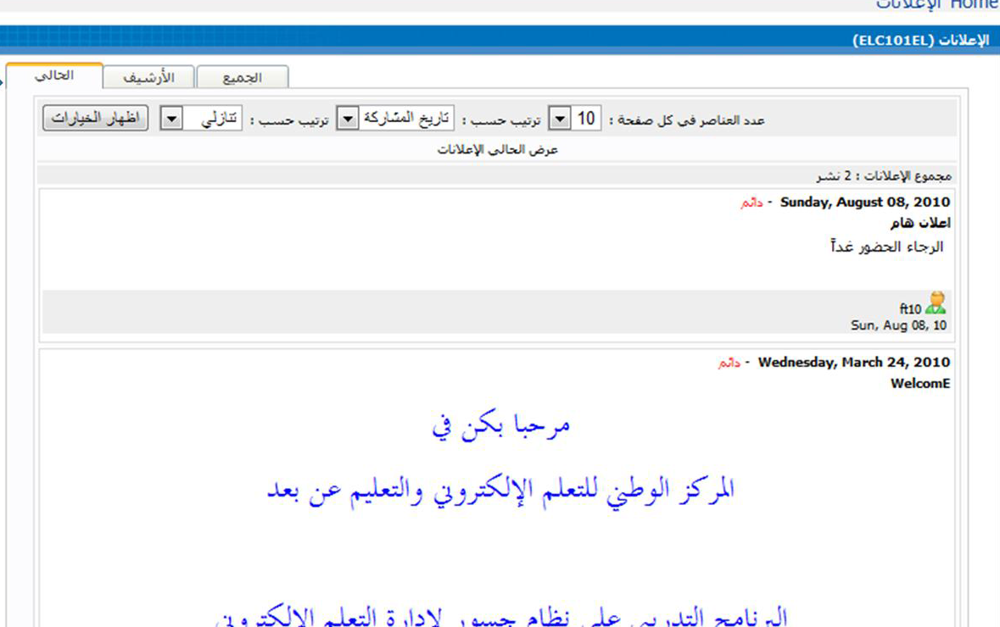 Home الإعلانات
الإعلانات (ELC101EL)
الجميع الأرشيف الحالي
عدد العناصر في كل صفحة : 10 ترتيب حسب : تاريخ المشاركة ترتيب حسب : تنازلي اظهار الخيارات
عرض الحالي الإعلانات
مجموع الإعلانات : 2 نشر
Sunday, August 08, 2010 - دائم
اعلان هام
الرجاء الحضور غداً
ft10
Sun, Aug 08, 10
Wednesday, March 24, 2010 - دائم
WelcomE
مرحبا بكن في
المركز الوطني للتعلم الإلكتروني والتعليم عن بعد
البرنامج التدريبي على نظام جسور لإدارة التعلم الالكتروني